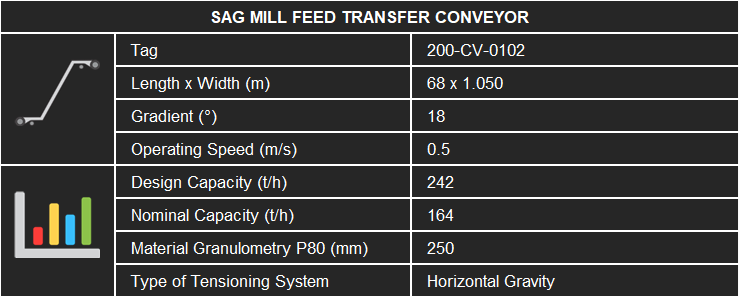 SAG MILL FEED TRANSFER CONVEYOR
Tag 200-CV-0102
Length x Width (m) 68 x 1.050
Gradient (°) 18
Operating Speed (m/s) 0.5
Design Capacity (t/h) 242
Nominal Capacity (t/h) 164
Material Granulometry P80 (mm) 250
Type of Tensioning System Horizontal Gravity